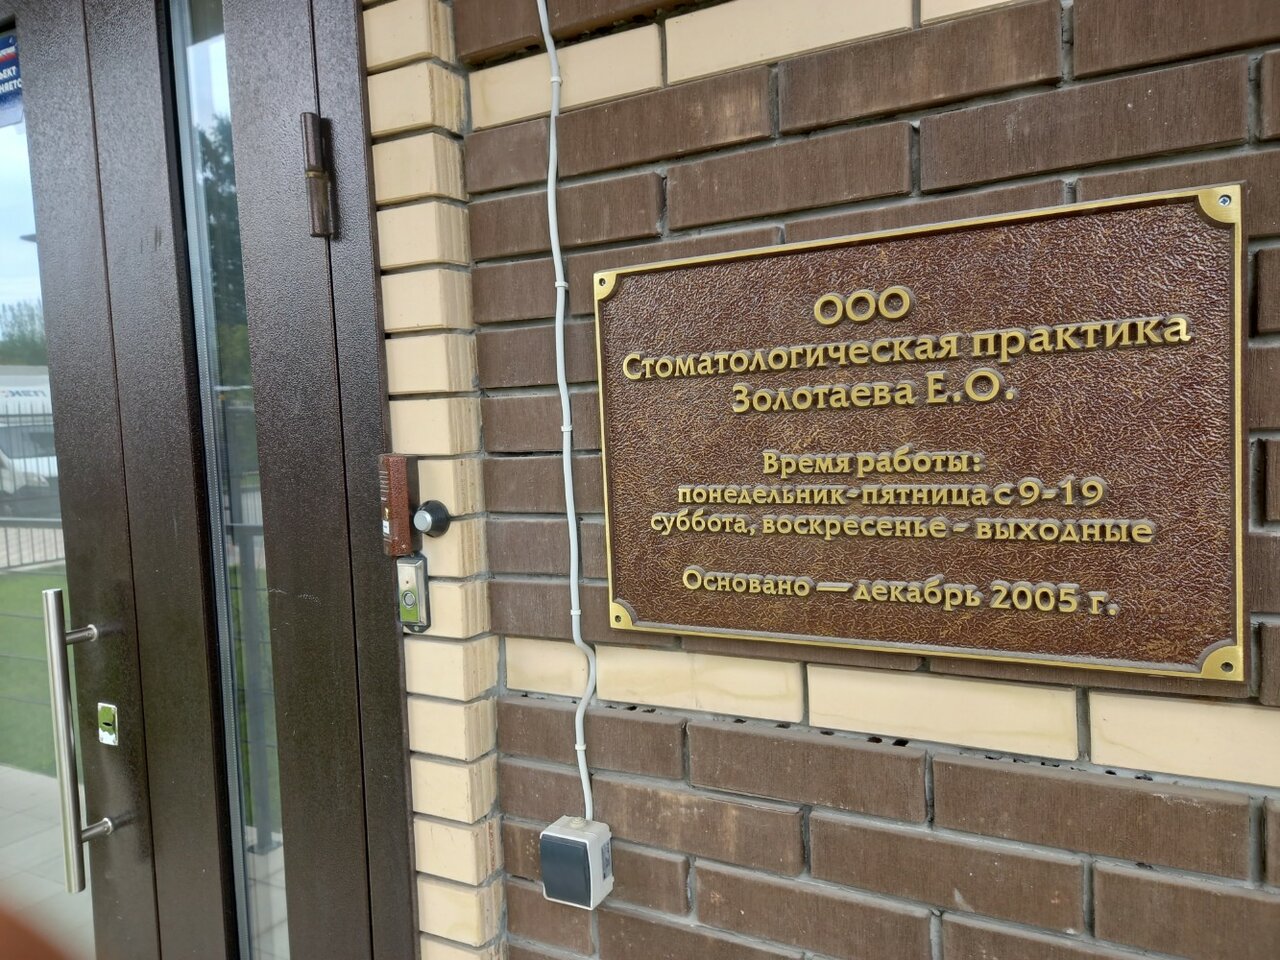 ООО
Стоматологическая практика
Золотаева Е.О.
Время работы:
понедельник-пятница с 9-19
суббота, воскресенье - выходные
Основано — декабрь 2005 г.